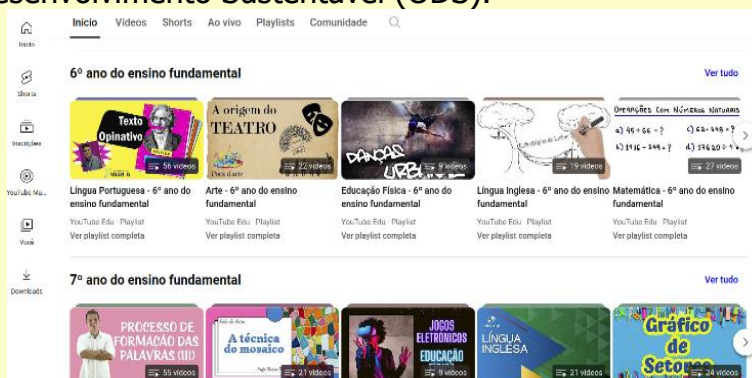 esenvolvimento Sustentável (ODS).
Início Vídeos Shorts Ao vivo Playlists Comunidade
Início
Shorts
Inscrições
YouTube Mu...
Você
Downloads
6º ano do ensino fundamental
Ver tudo
Texto
Opinativo
56 vídeos
A origem do
TEATRO
22 vídeos
DANÇAS
9 vídeos
19 vídeos
OPERAÇÕES COM NÚMEROS NATURAIS
27 vídeos
Língua Portuguesa - 6º ano do
ensino fundamental
YouTube Edu · Playlist
Ver playlist completa
Arte - 6º ano do ensino
fundamental
YouTube Edu · Playlist
Ver playlist completa
Educação Física - 6º ano do
ensino fundamental
YouTube Edu · Playlist
Ver playlist completa
Língua Inglesa - 6º ano do ensino
fundamental
YouTube Edu · Playlist
Ver playlist completa
Matemática - 6º ano do ensino
fundamental
YouTube Edu · Playlist
Ver playlist completa
7º ano do ensino fundamental
Ver tudo
PROCESSO DE
FORMAÇÃO DAS
PALAVRAS (III)
55 vídeos
A técnica
do mosaico
21 vídeos
JOGOS
ELETRÔNICOS
EDUCAÇÃO
9 vídeos
LÍNGUA
INGLESA
21 vídeos
Gráfico
de
Setores
24 vídeos